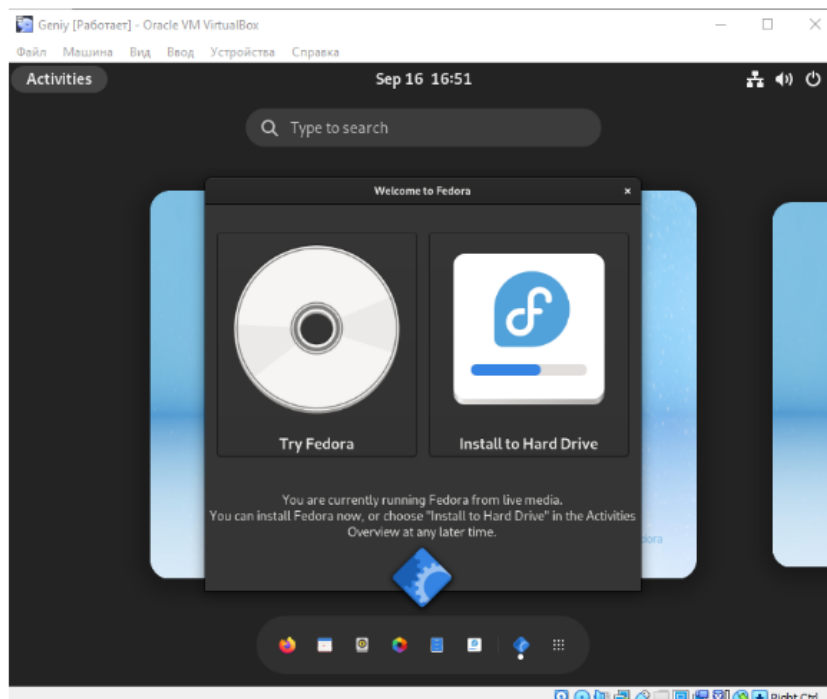 Geniy [Работает] - Oracle VM VirtualBox
Файл Машина Вид Ввод Устройства Справка
Activities
Sep 16 16:51
Type to search
Welcome to Fedora
Try Fedora
Install to Hard Drive
You are currently running Fedora from live media.
You can install Fedora now, or choose "Install to Hard Drive" in the Activities
Overview at any later time.
Right Ctrl